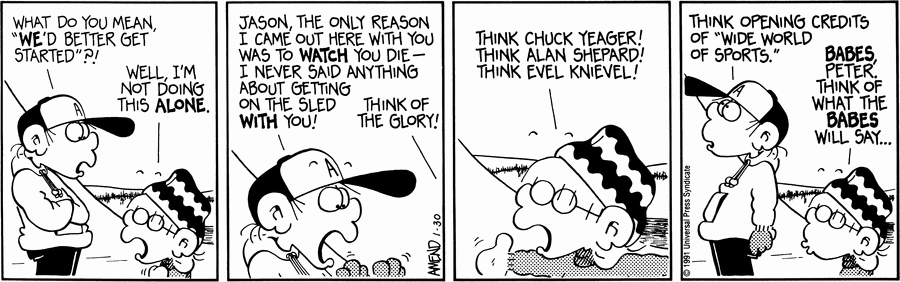 WHAT DO YOU MEAN,
"WE'D BETTER GET
STARTED"?!
WELL, I'M
NOT DOING
THIS ALONE.
A
JASON, THE ONLY REASON
I CAME OUT HERE WITH YOU
WAS TO WATCH YOU DIE—
I NEVER SAID ANYTHING
ABOUT GETTING
ON THE SLED
WITH YOU!
THINK OF
THE GLORY!
A
AMEND 1-30
THINK CHUCK YEAGER!
THINK ALAN SHEPARD!
THINK EVEL KNIEVEL!
THINK OPENING CREDITS
OF "WIDE WORLD
OF SPORTS."
BABES,
PETER.
THINK OF
WHAT THE
BABES
WILL SAY...
A
© 1991 Universal Press Syndicate